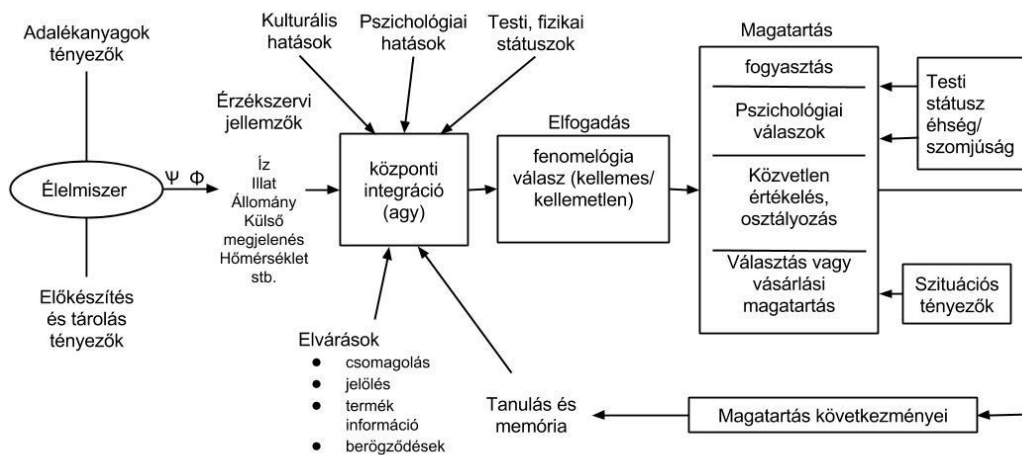 Adalékanyagok
tényezők
Élelmiszer
Ψ Φ
Előkészítés
és tárolás
tényezők
Érzékszervi
jellemzők
Íz
Illat
Állomány
Külső
megjelenés
Hőmérséklet
stb.
Kulturális
hatások
Pszichológiai
hatások
Testi, fizikai
státuszok
központi
integráció
(agy)
Elvárások
● csomagolás
● jelölés
● termék
információ
● berögződések
Elfogadás
fenomelógia
válasz (kellemes/
kellemetlen)
Magatartás
fogyasztás
Pszichológiai
válaszok
Közvetlen
értékelés,
osztályozás
Választás vagy
vásárlási
magatartás
Testi
státusz
éhség/
szomjúság
Szituációs
tényezők
Magatartás következményei
Tanulás és
memória